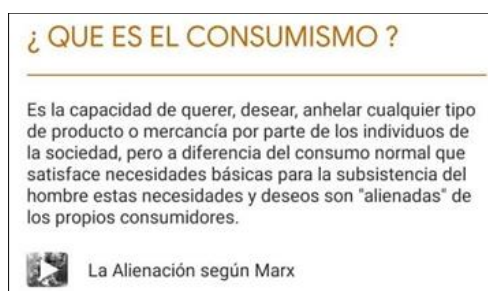 ¿ QUE ES EL CONSUMISMO ?
Es la capacidad de querer, desear, anhelar cualquier tipo
de producto o mercancía por parte de los individuos de
la sociedad, pero a diferencia del consumo normal que
satisface necesidades básicas para la subsistencia del
hombre estas necesidades y deseos son "alienadas" de
los propios consumidores.
La Alienación según Marx